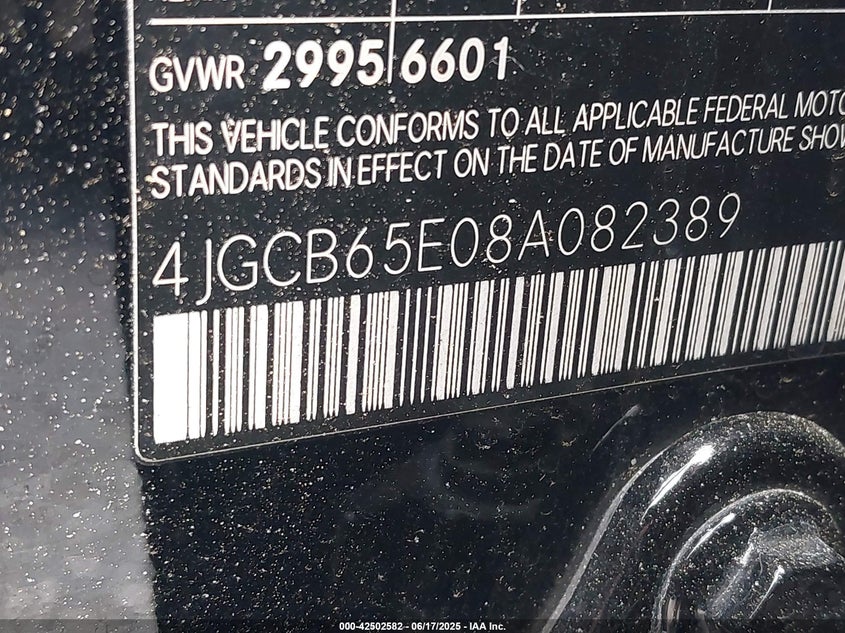 GVWR 2995 6601
THIS VEHICLE CONFORMS TO ALL APPLICABLE FEDERAL MOTO
STANDARDS IN EFFECT ON THE DATE OF MANUFACTURE SHO
4JGCB65E08A082389
000-42502582 - 06/17/2025 - IAA Inc.